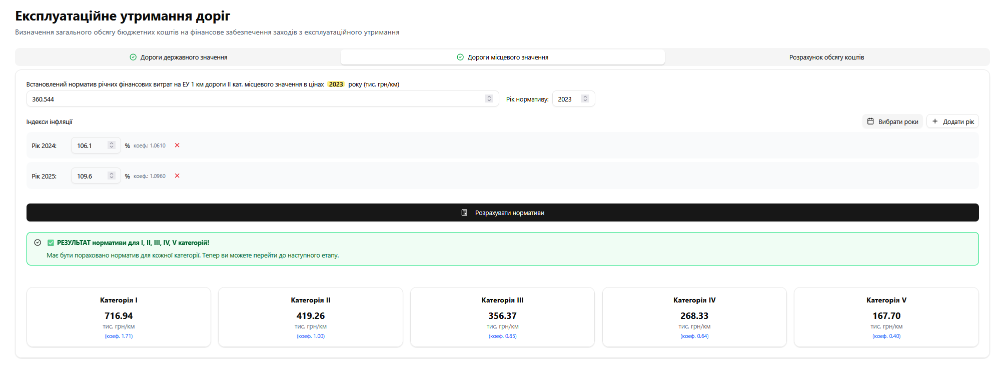 Експлуатаційне утримання доріг
Визначення загального обсягу бюджетних коштів на фінансове забезпечення заходів з експлуатаційного утримання
Дороги державного значення
Дороги місцевого значення
Розрахунок обсягу коштів
Встановлений норматив річних фінансових витрат на ЕУ 1 км дороги II кат. місцевого значення в цінах 2023 року (тис. грн/км)
360.544
Рік нормативу: 2023
Індекси інфляції
Вибрати роки
Додати рік
Рік 2024: 106.1 % коеф.: 1.0610
Рік 2025: 109.6 % коеф.: 1.0960
Розрахувати нормативи
РЕЗУЛЬТАТ нормативи для I, II, III, IV, V категорій!
Має бути пораховано норматив для кожної категорії. Тепер ви можете перейти до наступного етапу.
Категорія I
716.94
тис. грн/км
(коеф. 1.71)
Категорія II
419.26
тис. грн/км
(коеф. 1.00)
Категорія III
356.37
тис. грн/км
(коеф. 0.85)
Категорія IV
268.33
тис. грн/км
(коеф. 0.64)
Категорія V
167.70
тис. грн/км
(коеф. 0.40)